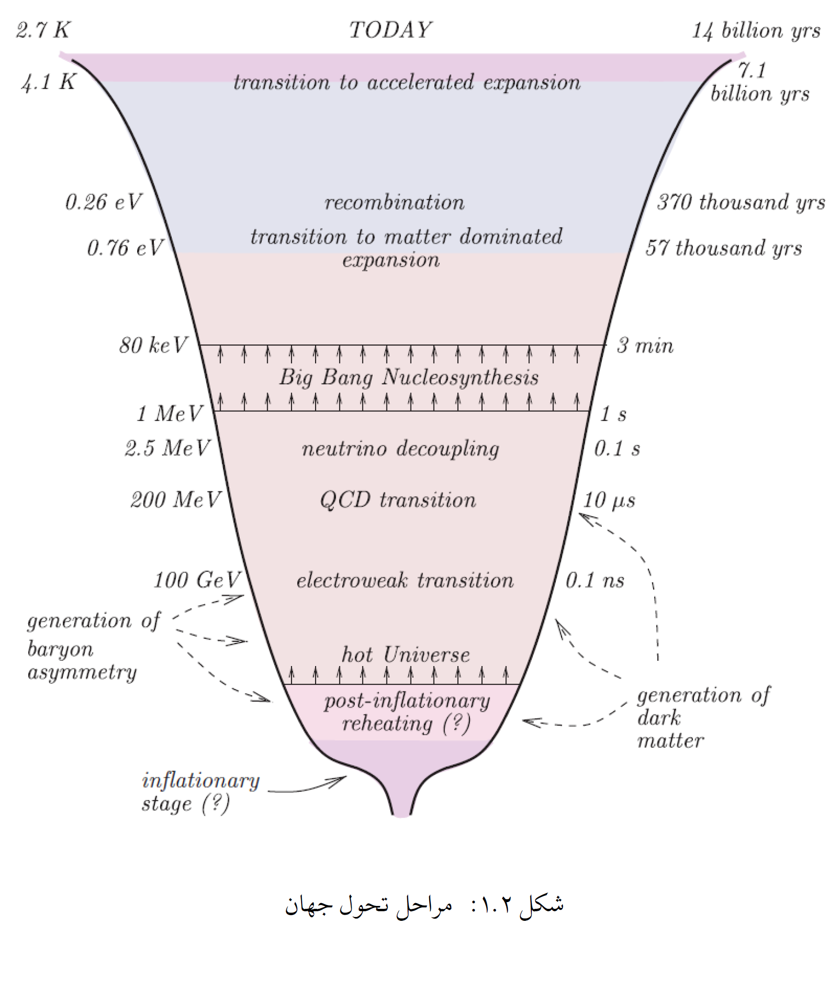 2.7 K TODAY 14 billion yrs
4.1 K transition to accelerated expansion 7.1
billion yrs
0.26 eV recombination 370 thousand yrs
transition to matter dominated
0.76 eV expansion 57 thousand yrs
80 keV 3 min
Big Bang Nucleosynthesis
1 MeV 1 s
2.5 MeV neutrino decoupling 0.1 s
200 MeV QCD transition 10 μs
100 GeV electroweak transition 0.1 ns
generation of
baryon
asymmetry
hot Universe
post-inflationary
reheating (?)
generation of
dark
matter
inflationary
stage (?)
شکل ۱.۲: مراحل تحول جهان